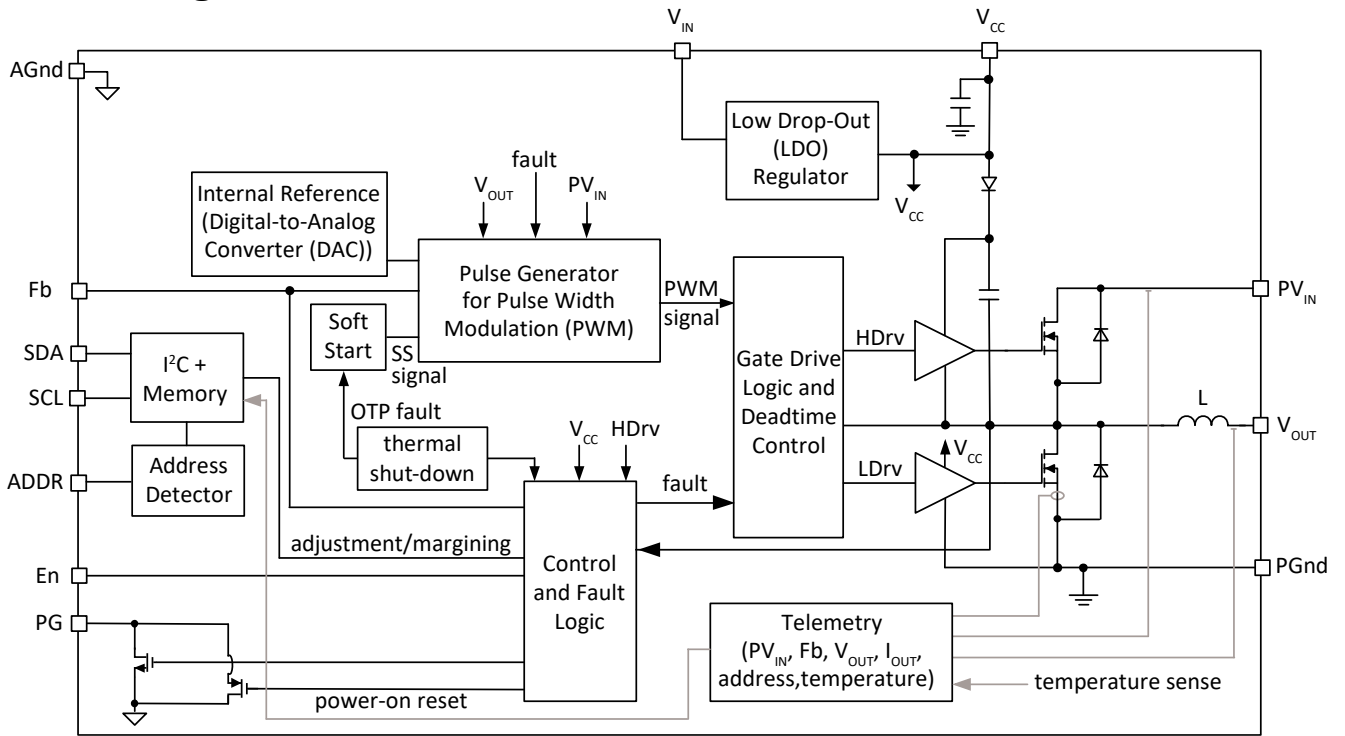 V_IN
V_CC
AGnd
Low Drop-Out
(LDO)
Regulator
V_CC
fault
V_OUT
PV_IN
Internal Reference
(Digital-to-Analog
Converter (DAC))
Pulse Generator
for Pulse Width
Modulation (PWM)
PWM
signal
Fb
PV_IN
Soft
Start
SS
signal
SDA
SCL
I²C +
Memory
HDrv
Gate Drive
Logic and
Deadtime
Control
L
V_OUT
OTP fault
thermal
shut-down
V_CC
HDrv
V_CC
LDrv
ADDR
Address
Detector
fault
adjustment/margining
En
Control
and Fault
Logic
PGnd
PG
Telemetry
(PV_IN, Fb, V_OUT, I_OUT,
address,temperature)
temperature sense
power-on reset